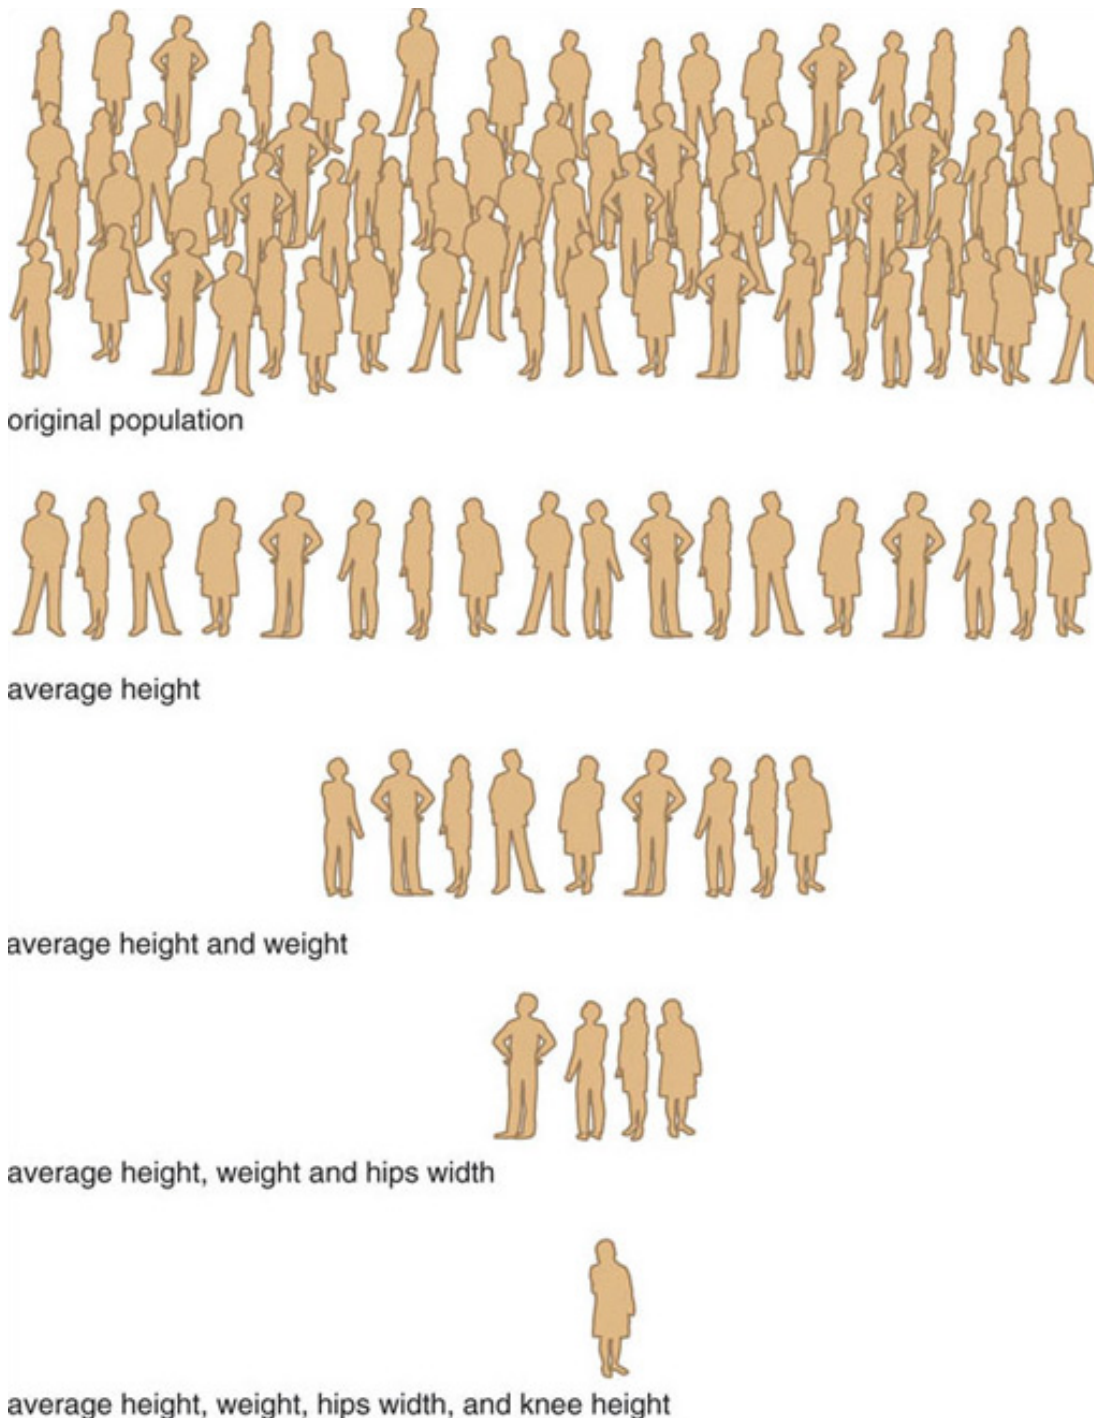 original population
average height
average height and weight
average height, weight and hips width
average height, weight, hips width, and knee height